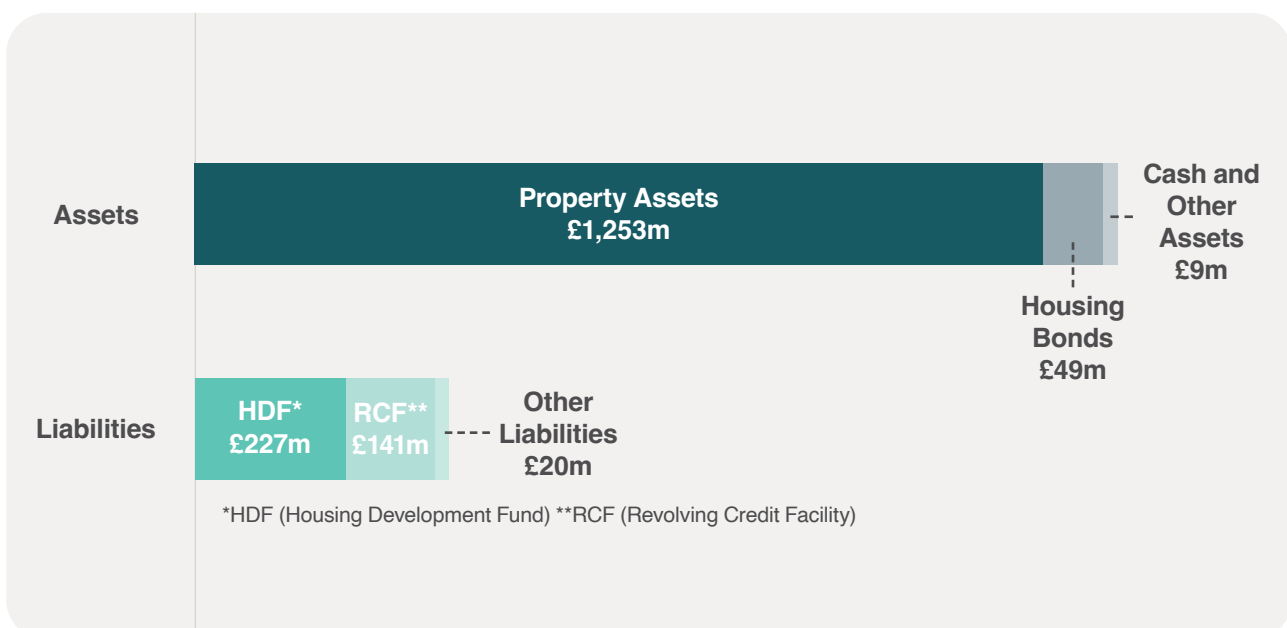 Assets
Property Assets
£1,253m
Cash and
Other
Assets
£9m
Housing
Bonds
£49m
Liabilities
HDF*
£227m
RCF**
£141m
Other
Liabilities
£20m
*HDF (Housing Development Fund) **RCF (Revolving Credit Facility)